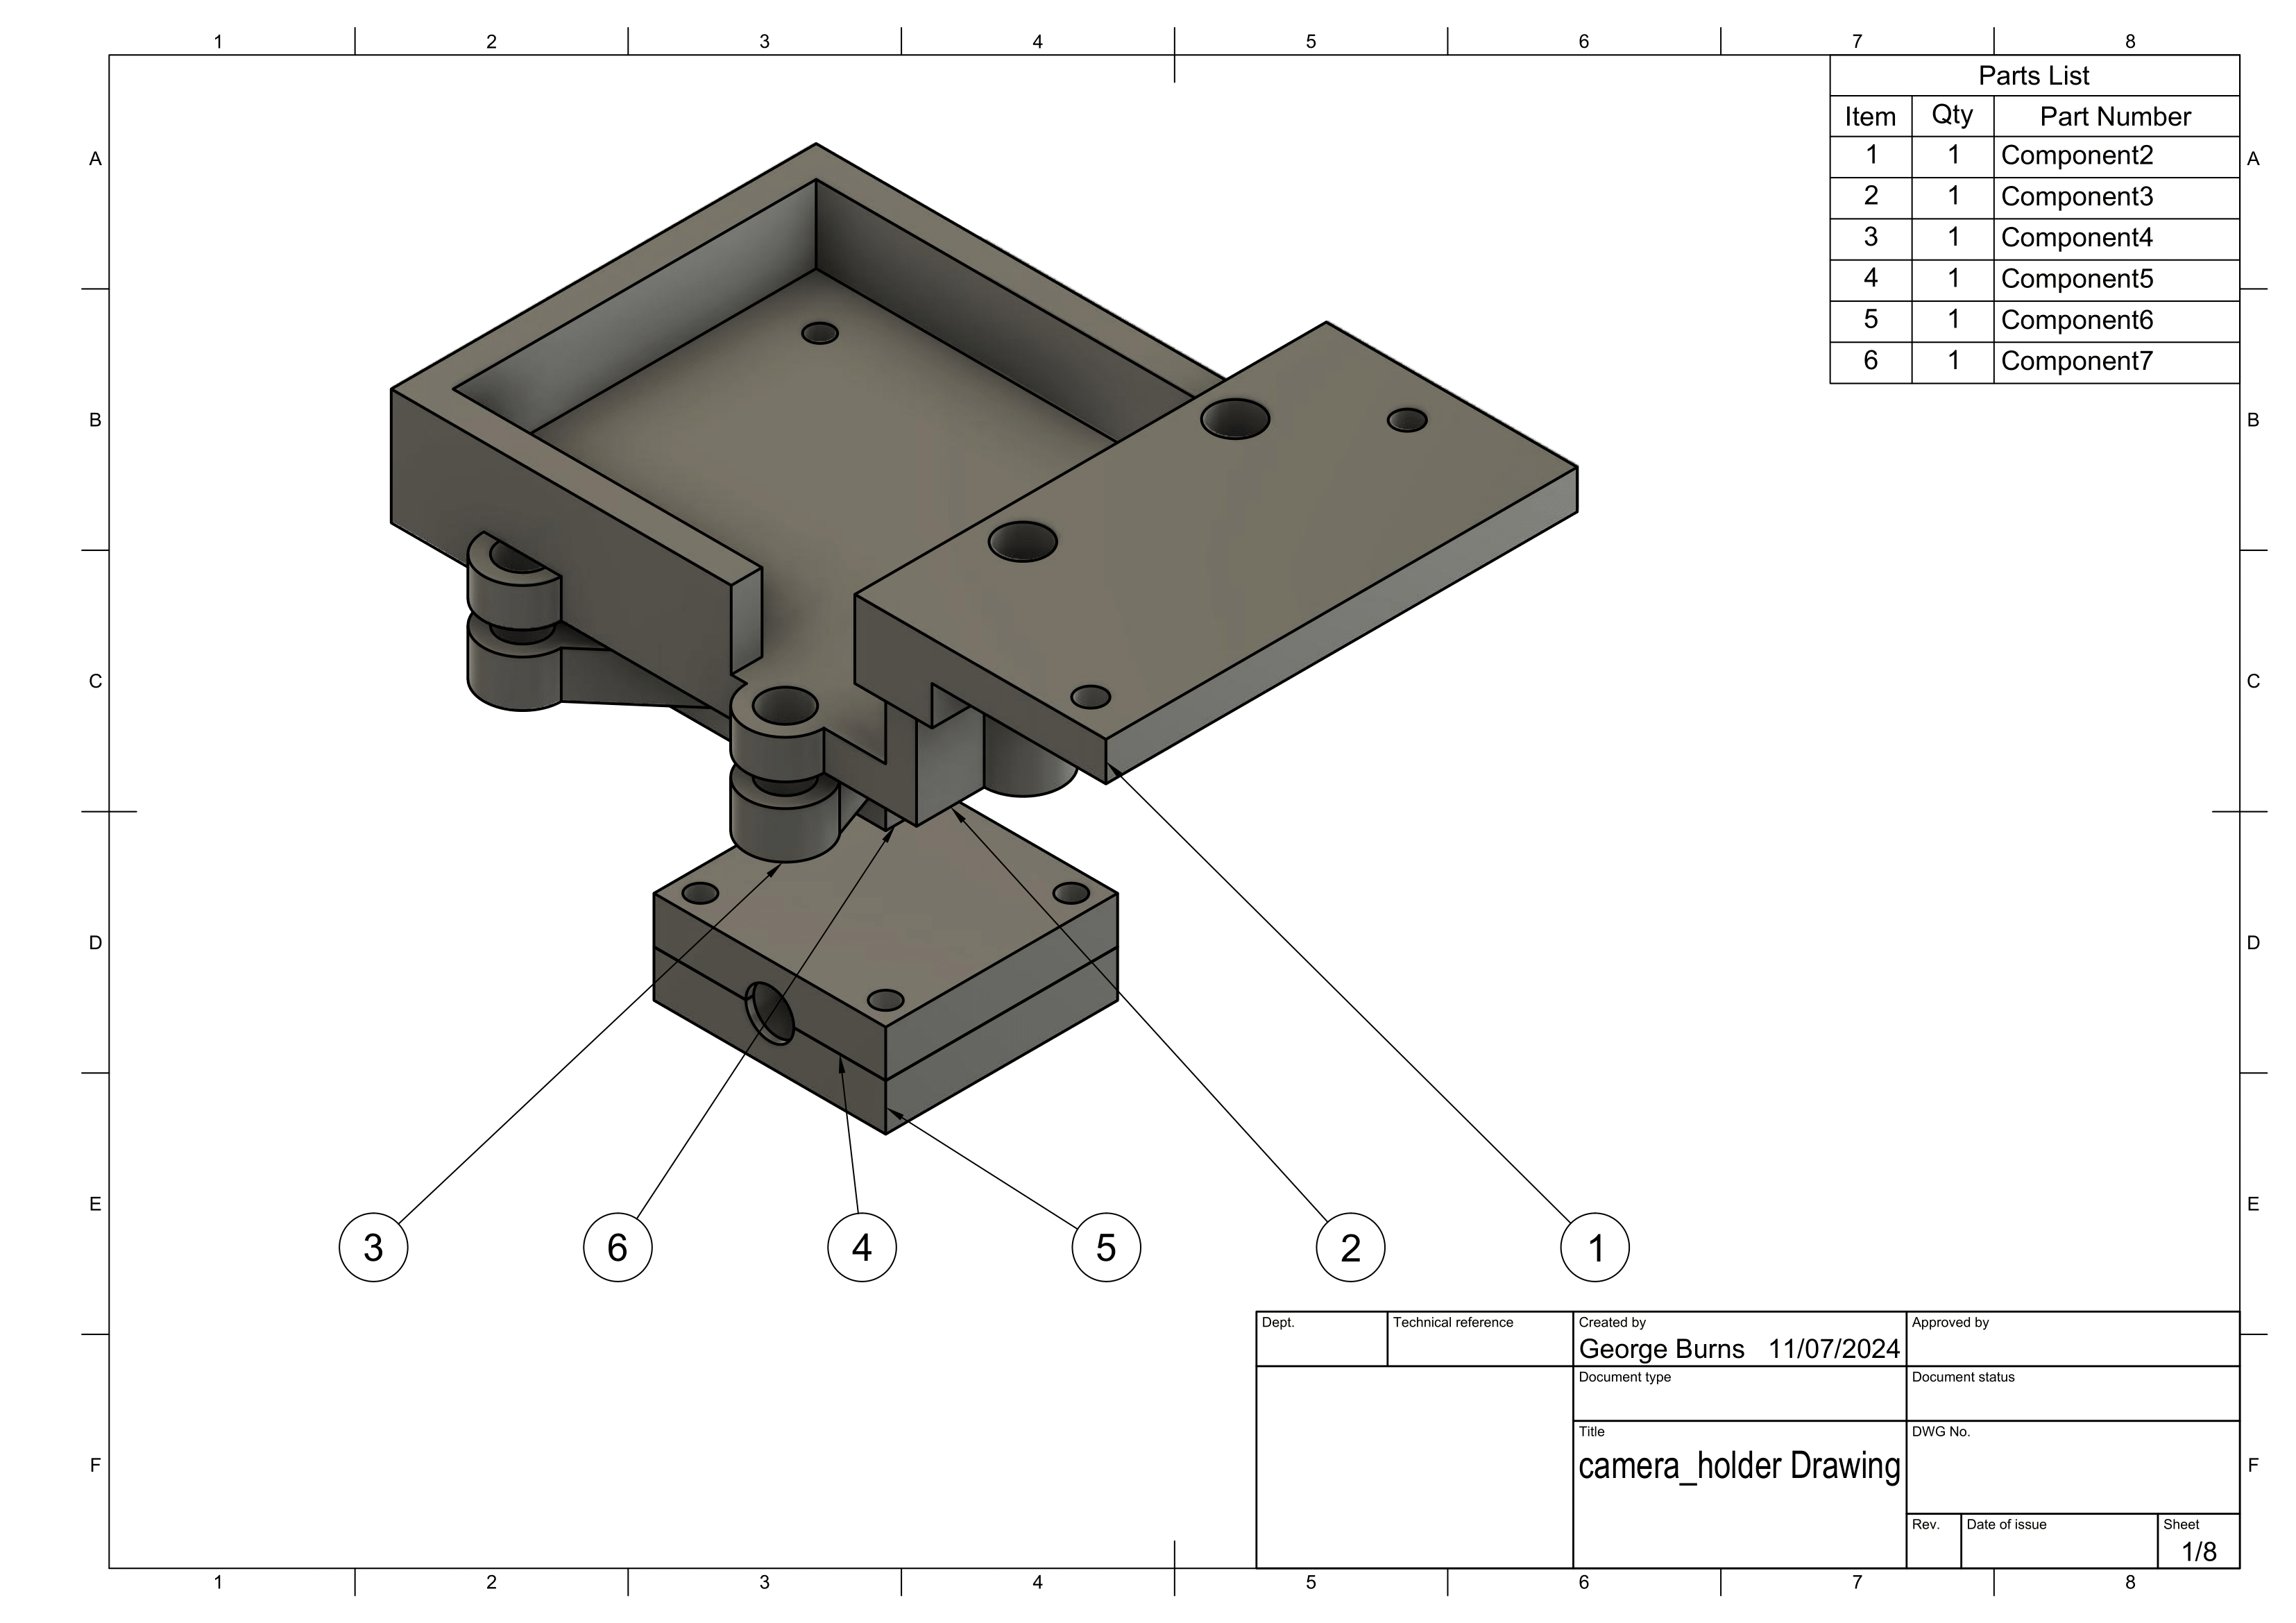 1 2 3 4 5 6 7 8
Parts List
Item Qty Part Number
1 1 Component2
2 1 Component3
3 1 Component4
4 1 Component5
5 1 Component6
6 1 Component7
A A
B B
C C
D D
E E
F F
3 6 4 5 2 1
Dept. Technical reference Created by Approved by
George Burns 11/07/2024
Document type Document status
Title DWG No.
camera_holder Drawing
Rev. Date of issue Sheet
1/8
1 2 3 4 5 6 7 8